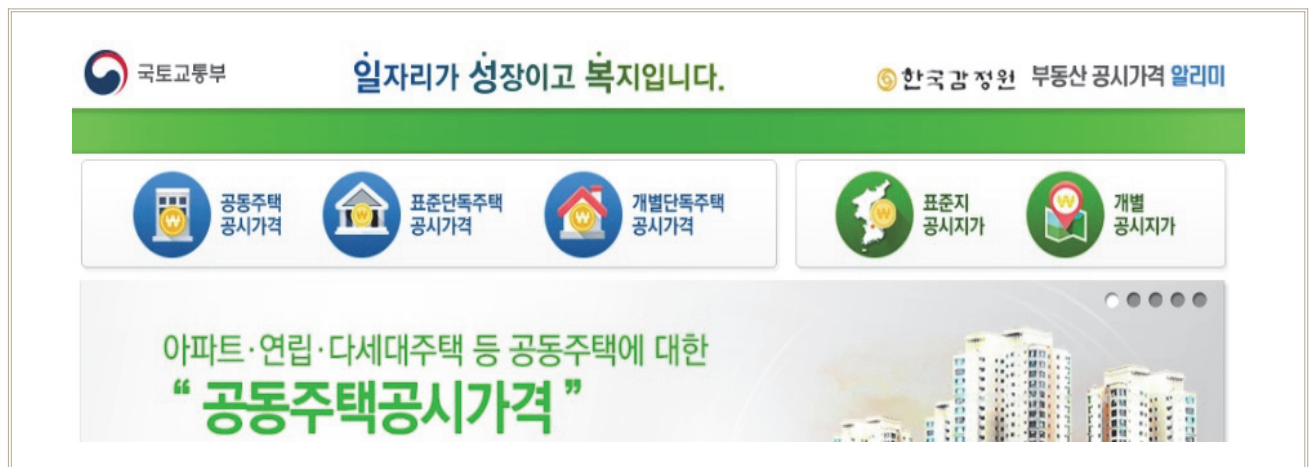 국토교통부
일자리가 성장이고 복지입니다.
한국감정원 부동산 공시가격 알리미
공동주택
공시가격
표준단독주택
공시가격
개별단독주택
공시가격
표준지
공시지가
개별
공시지가
아파트·연립·다세대주택 등 공동주택에 대한
“ 공동주택공시가격 ”